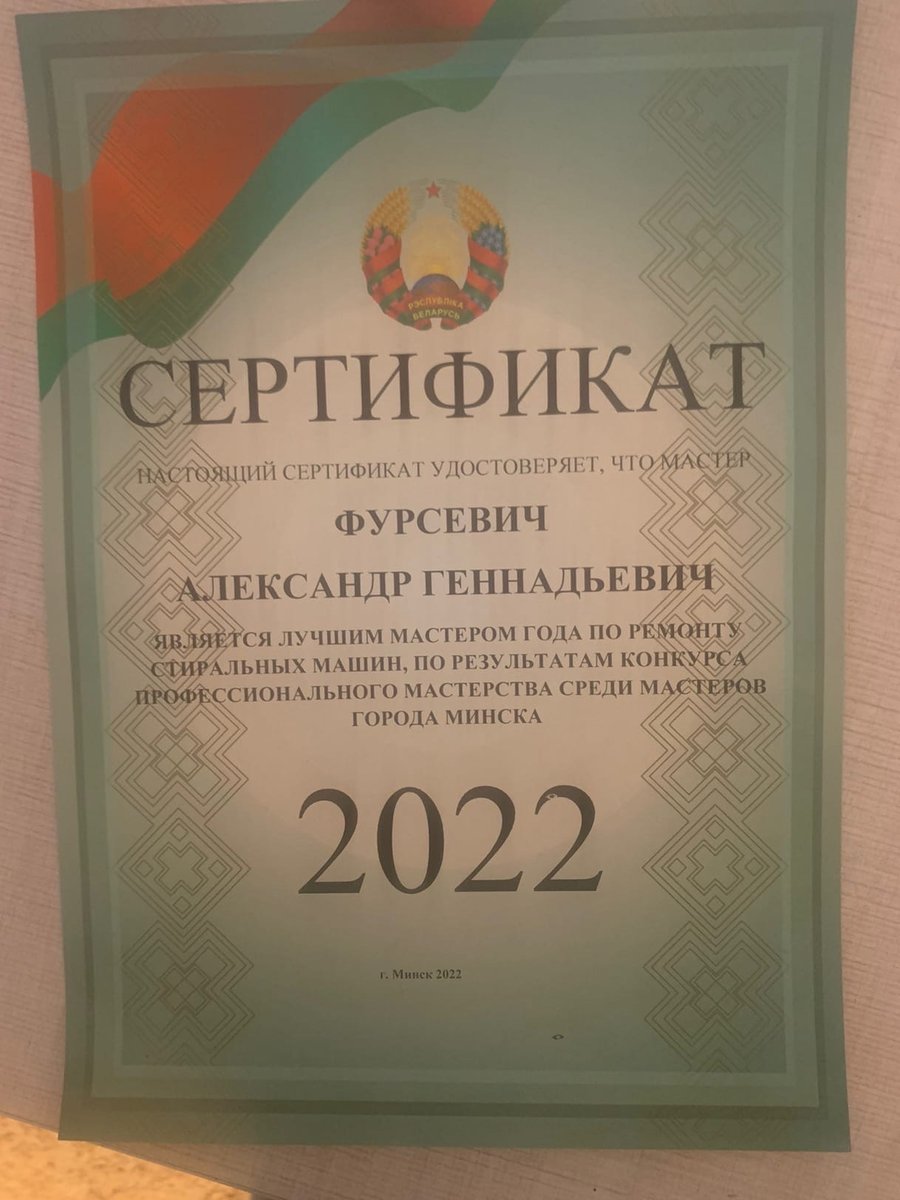 РЭСПУБЛІКА
БЕЛАРУСЬ
СЕРТИФИКАТ
НАСТОЯЩИЙ СЕРТИФИКАТ УДОСТОВЕРЯЕТ, ЧТО МАСТЕР
ФУРСЕВИЧ
АЛЕКСАНДР ГЕННАДЬЕВИЧ
ЯВЛЯЕТСЯ ЛУЧШИМ МАСТЕРОМ ГОДА ПО РЕМОНТУ
СТИРАЛЬНЫХ МАШИН, ПО РЕЗУЛЬТАТАМ КОНКУРСА
ПРОФЕССИОНАЛЬНОГО МАСТЕРСТВА СРЕДИ МАСТЕРОВ
ГОРОДА МИНСКА
2022
г. Минск 2022